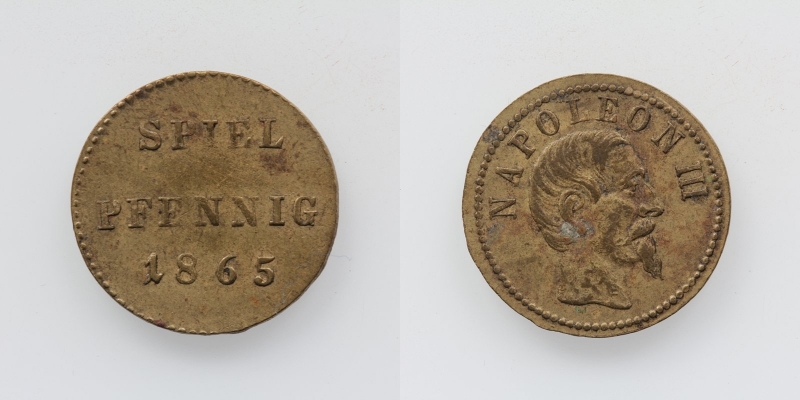 SPIEL
PFENNIG
1865
NAPOLEON III